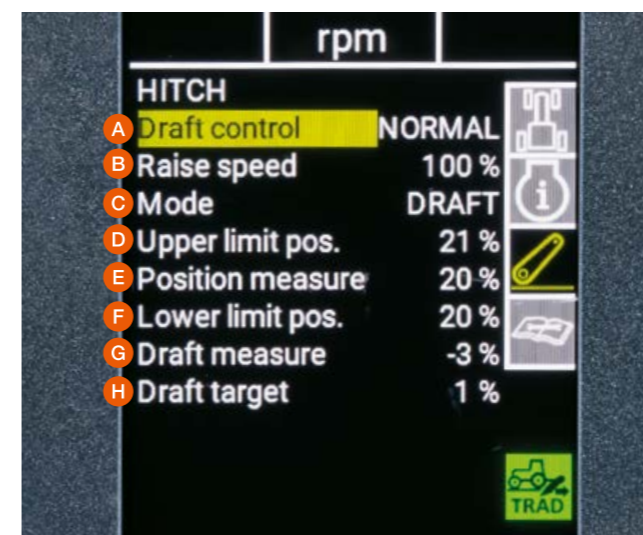 rpm
HITCH
A Draft control NORMAL
B Raise speed 100 %
C Mode DRAFT
D Upper limit pos. 21 %
E Position measure 20 %
F Lower limit pos. 20 %
G Draft measure -3 %
H Draft target 1 %
i
TRAD